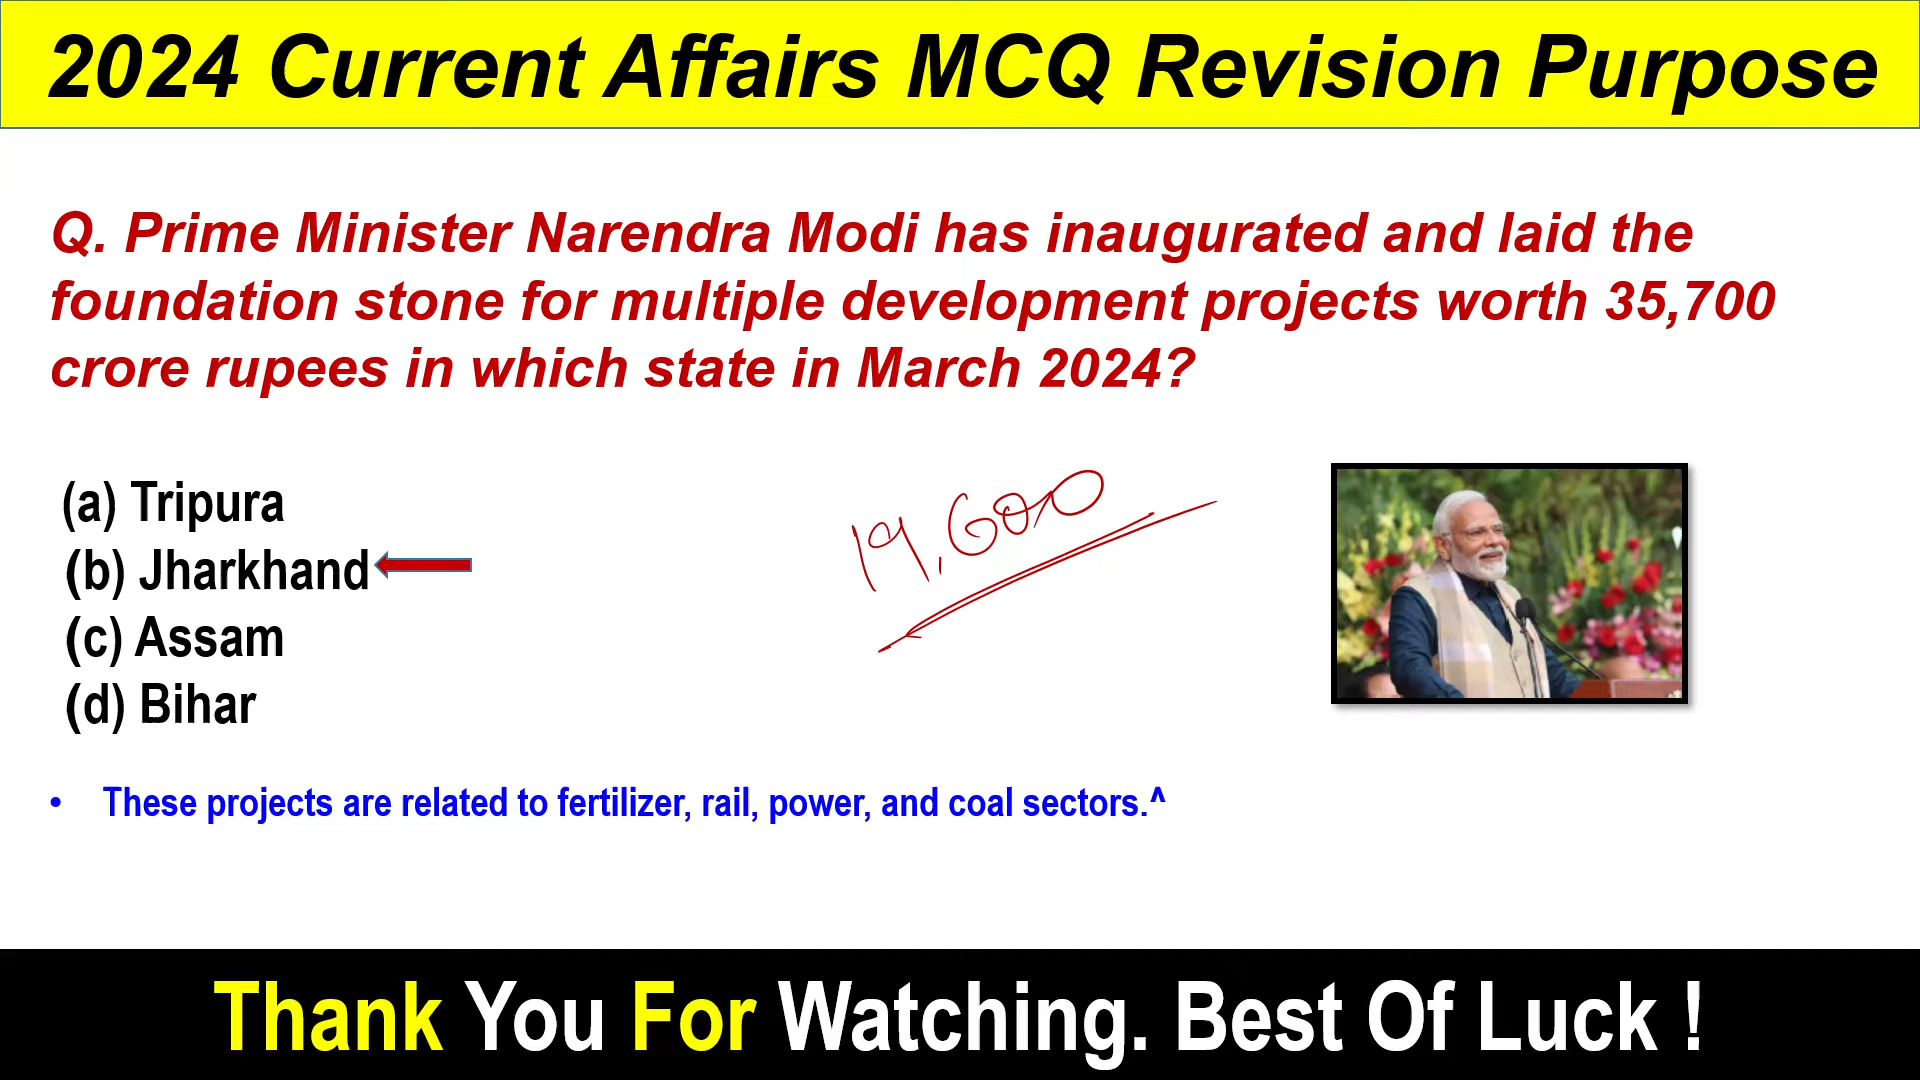 2024 Current Affairs MCQ Revision Purpose
Q. Prime Minister Narendra Modi has inaugurated and laid the
foundation stone for multiple development projects worth 35,700
crore rupees in which state in March 2024?
(a) Tripura
(b) Jharkhand
(c) Assam
(d) Bihar
19,600
• These projects are related to fertilizer, rail, power, and coal sectors.^
Thank You For Watching. Best Of Luck !